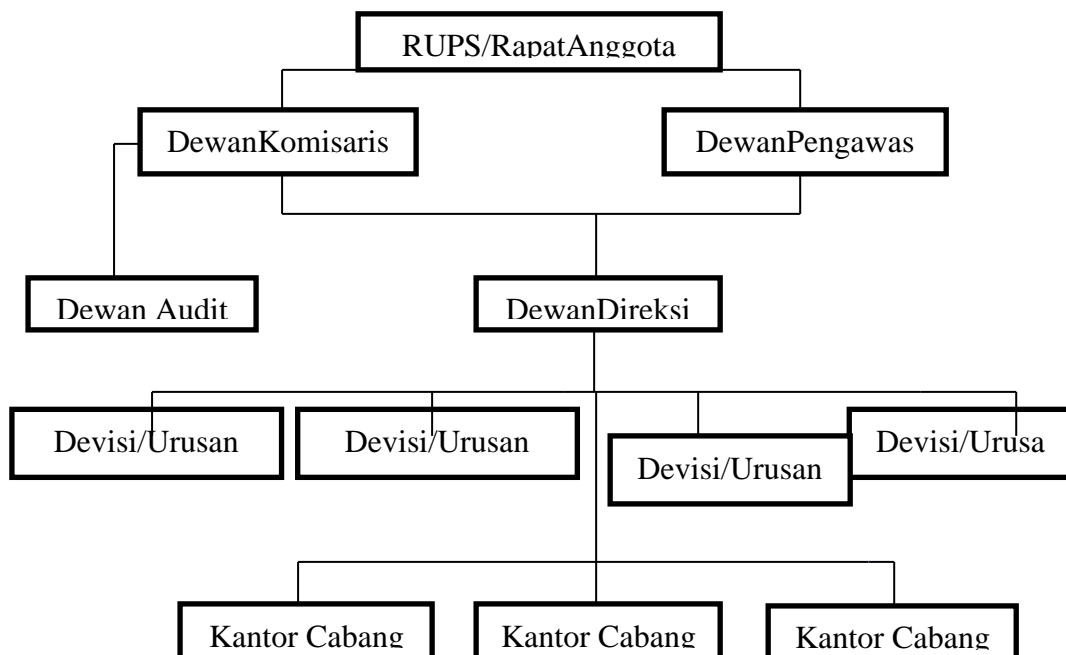 RUPS/RapatAnggota
DewanKomisaris
DewanPengawas
Dewan Audit
DewanDireksi
Devisi/Urusan
Devisi/Urusan
Devisi/Urusan
Devisi/Urusa
Kantor Cabang
Kantor Cabang
Kantor Cabang